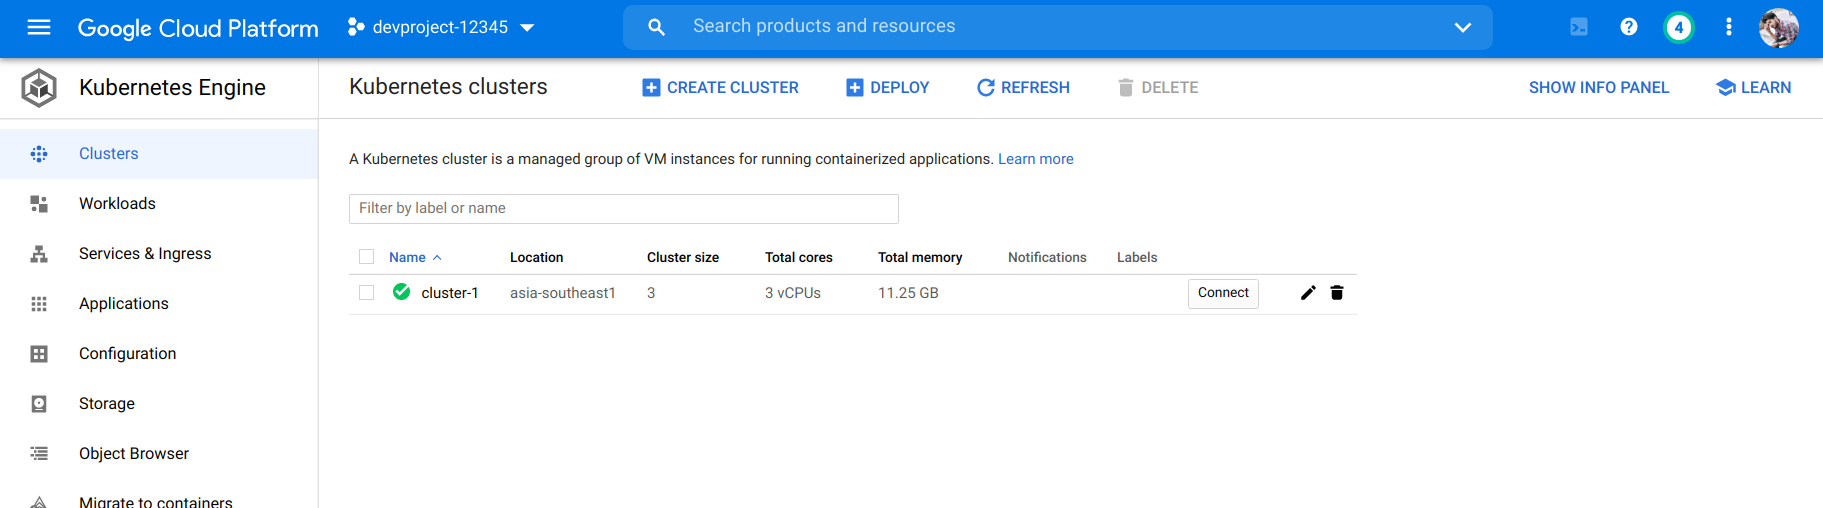 Google Cloud Platform
devproject-12345
Search products and resources
4
Kubernetes Engine
Kubernetes clusters
CREATE CLUSTER
DEPLOY
REFRESH
DELETE
SHOW INFO PANEL
LEARN
Clusters
Workloads
Services & Ingress
Applications
Configuration
Storage
Object Browser
Migrate to containers
A Kubernetes cluster is a managed group of VM instances for running containerized applications. Learn more
Filter by label or name
Name Location Cluster size Total cores Total memory Notifications Labels
cluster-1 asia-southeast1 3 3 vCPUs 11.25 GB Connect